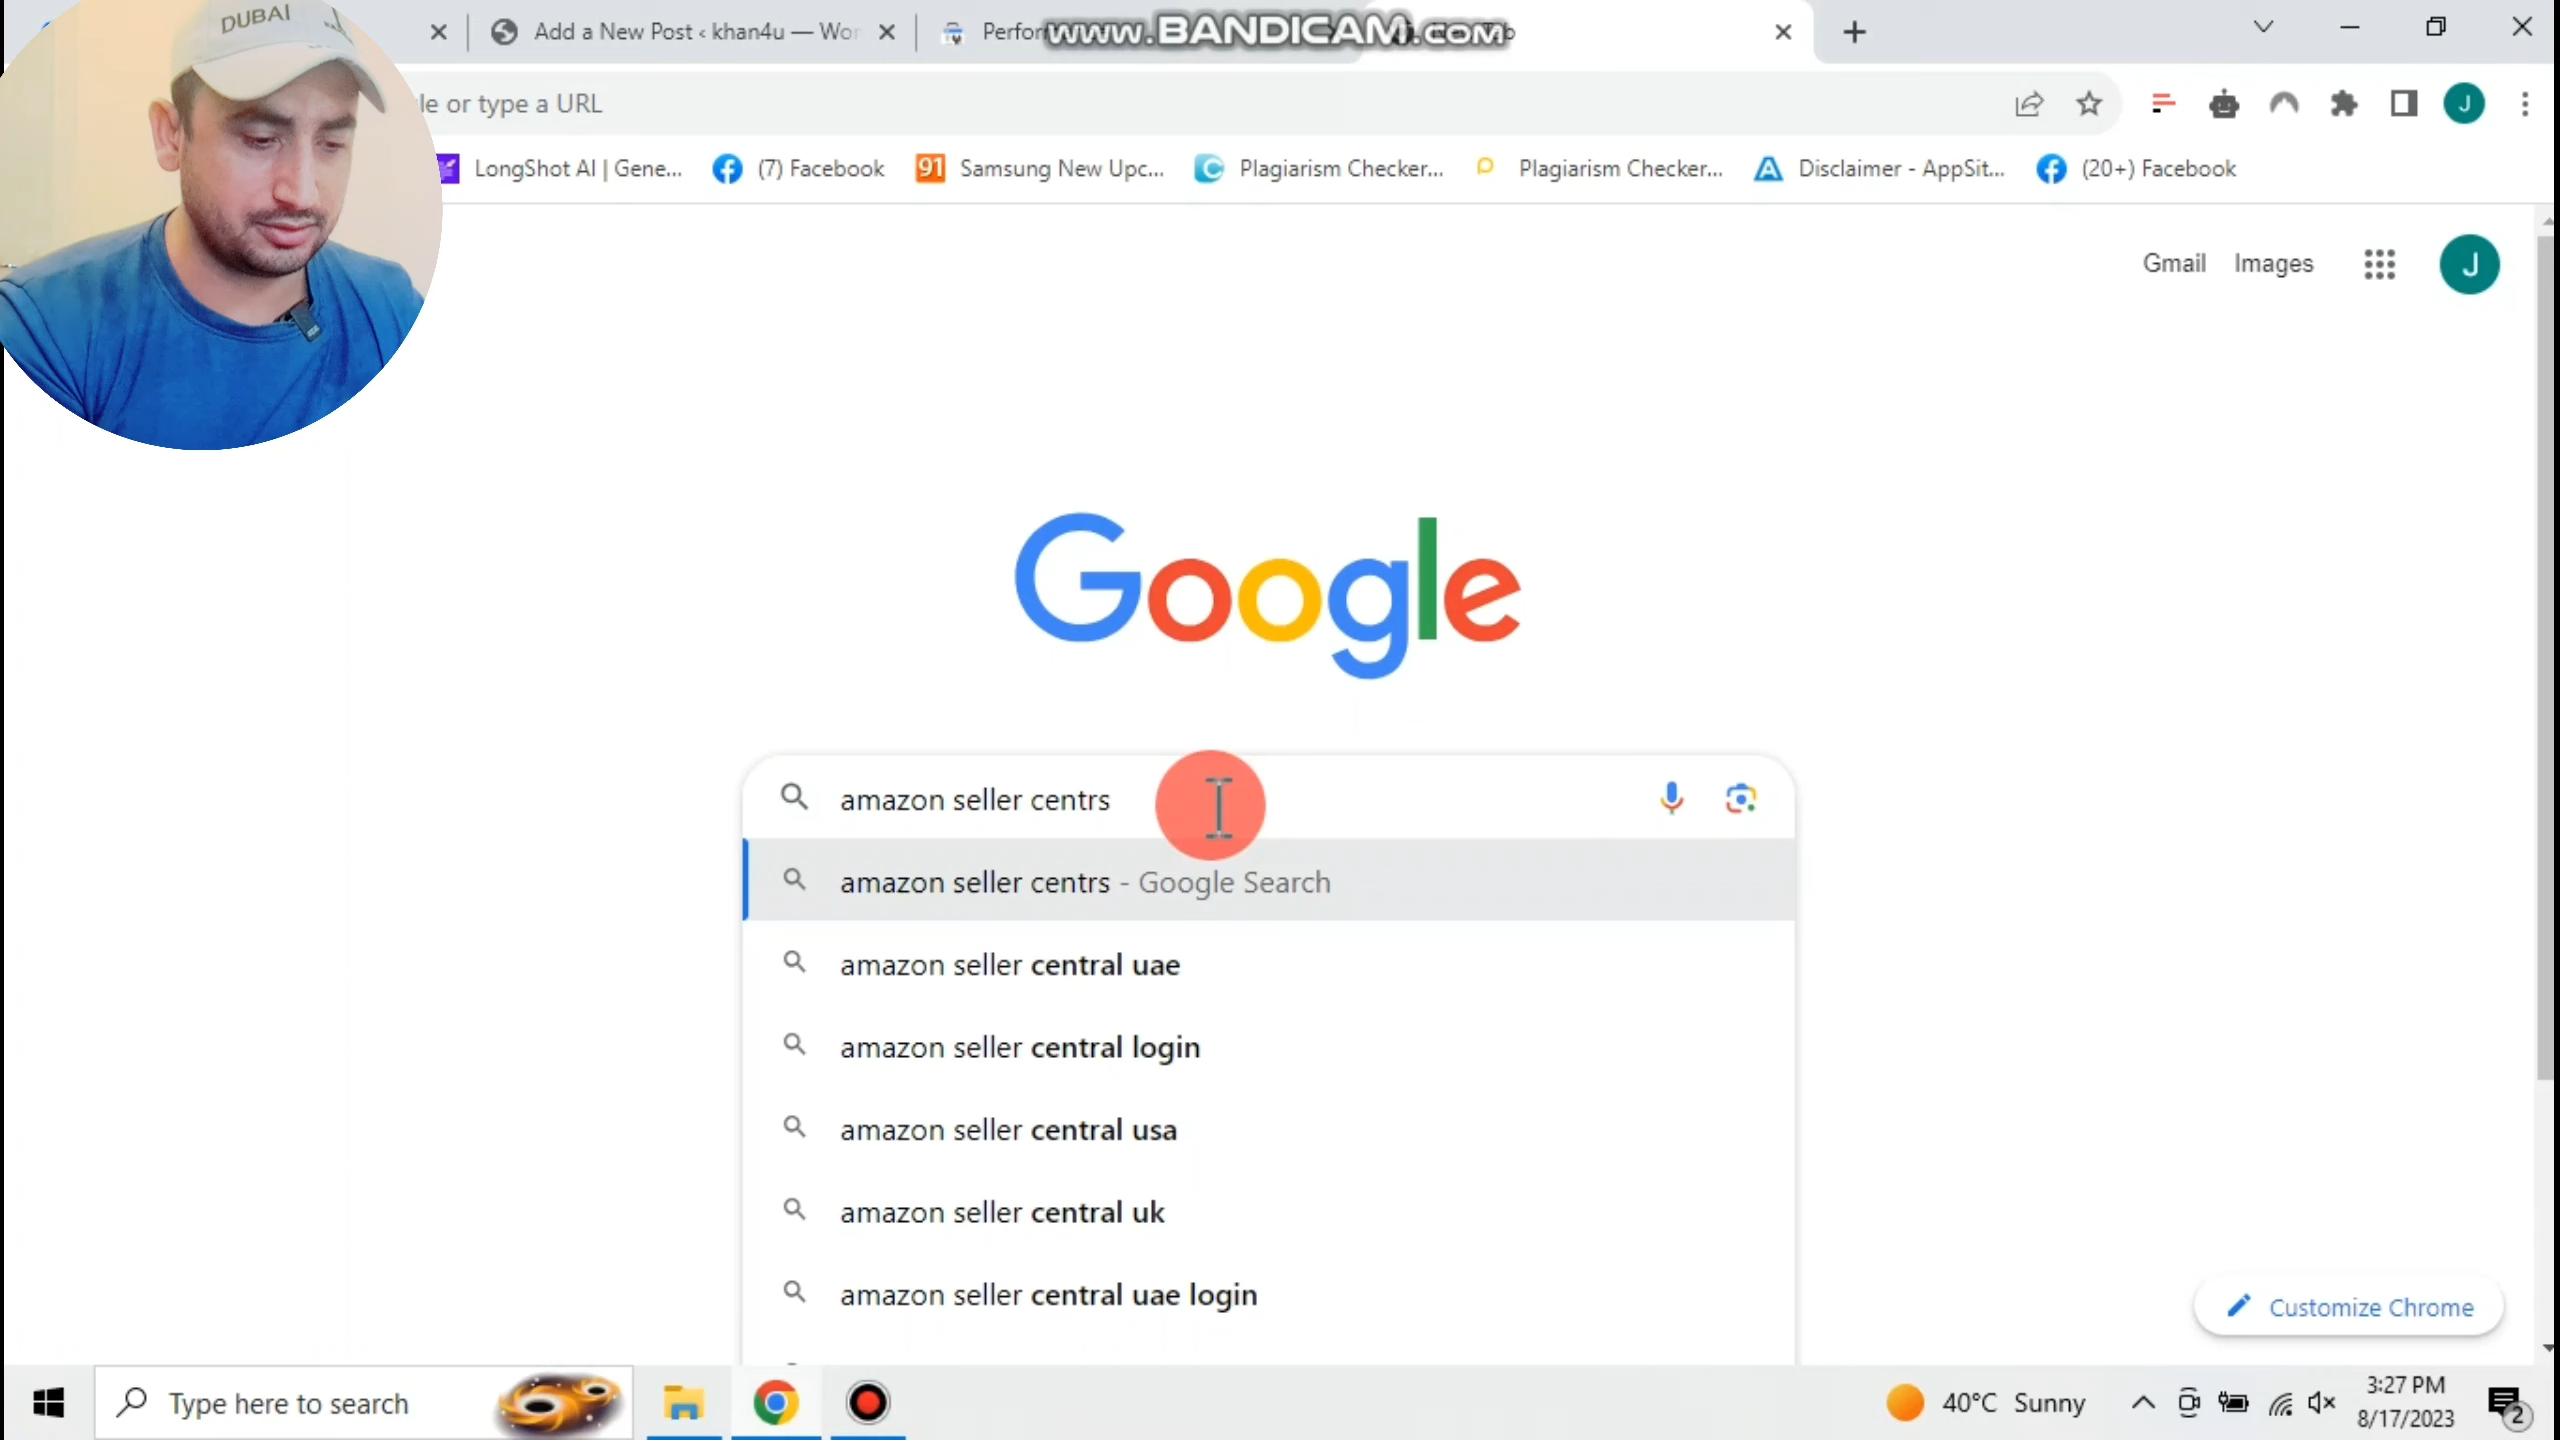 DUBAI
Add a New Post ‹ khan4u — Wor
Perfor
www.BANDICAM.com
le or type a URL
J
LongShot AI | Gene...
(7) Facebook
91
Samsung New Upc...
Plagiarism Checker...
Plagiarism Checker...
Disclaimer - AppSit...
(20+) Facebook
Gmail
Images
J
Google
amazon seller centrs
amazon seller centrs - Google Search
amazon seller central uae
amazon seller central login
amazon seller central usa
amazon seller central uk
amazon seller central uae login
Customize Chrome
Type here to search
40°C Sunny
3:27 PM
8/17/2023
2